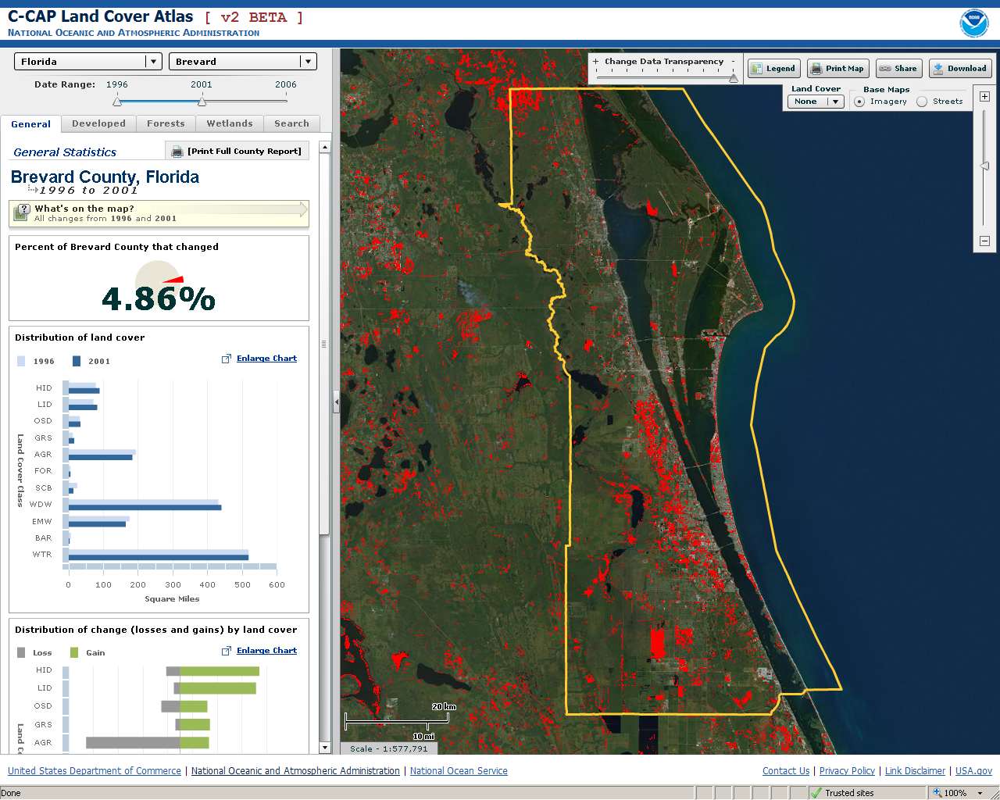 C-CAP Land Cover Atlas [ v2 BETA ]
National Oceanic and Atmospheric Administration
NOAA
Florida
Brevard
Date Range: 1996 2001 2006
General Developed Forests Wetlands Search
General Statistics
[Print Full County Report]
Brevard County, Florida
1996 to 2001
? What's on the map?
All changes from 1996 and 2001
Percent of Brevard County that changed
4.86%
Distribution of land cover
1996 2001 Enlarge Chart
HID
LID
OSD
GRS
AGR
FOR
SCB
WDW
EMW
BAR
WTR
Land Cover Class
0 100 200 300 400 500 600
Square Miles
Distribution of change (losses and gains) by land cover
Loss Gain Enlarge Chart
HID
LID
OSD
GRS
AGR
+ Change Data Transparency -
Legend
Print Map
Share
Download
Land Cover
None
Base Maps
Imagery Streets
20 km
10 mi
Scale - 1:577,791
United States Department of Commerce | National Oceanic and Atmospheric Administration | National Ocean Service
Contact Us | Privacy Policy | Link Disclaimer | USA.gov
Done
Trusted sites
100%